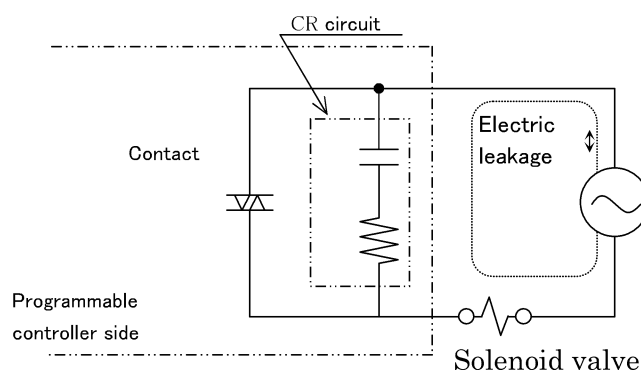 CR circuit
Electric
leakage
Contact
Programmable
controller side
Solenoid valve